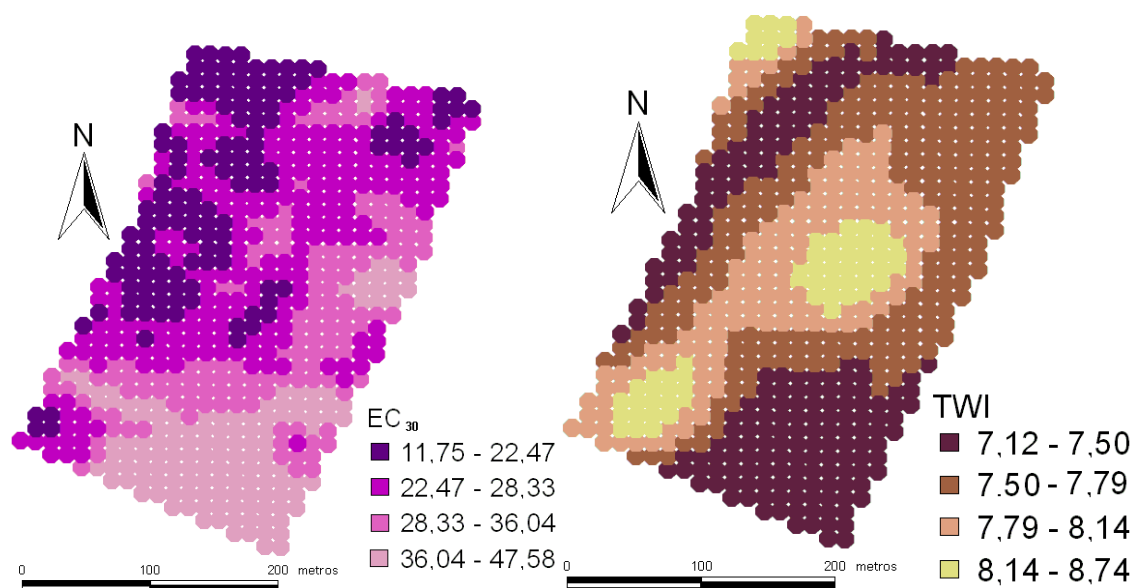 N
EC 30
11,75 - 22,47
22,47 - 28,33
28,33 - 36,04
36,04 - 47,58
0 100 200 metros
N
TWI
7,12 - 7,50
7.50 - 7,79
7,79 - 8,14
8,14 - 8,74
0 100 200 metros